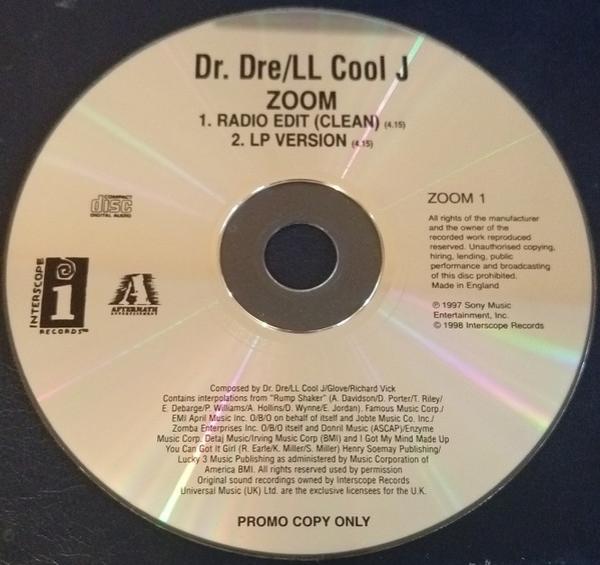 Dr. Dre/LL Cool J
ZOOM
1. RADIO EDIT (CLEAN) (4.15)
2. LP VERSION (4.15)
COMPACT
disc
DIGITAL AUDIO
ZOOM 1
All rights of the manufacturer
and the owner of the
recorded work reproduced
reserved. Unauthorised copying,
hiring, lending, public
performance and broadcasting
of this disc prohibited.
Made in England
INTERSCOPE
i
RECORDS™
A
AFTERMATH
ENTERTAINMENT
℗ 1997 Sony Music
Entertainment, Inc.
© 1998 Interscope Records
Composed by Dr. Dre/LL Cool J/Glove/Richard Vick
Contains interpolations from "Rump Shaker" (A. Davidson/D. Porter/T. Riley/
E. Debarge/P. Williams/A. Hollins/D. Wynne/E. Jordan). Famous Music Corp./
EMI April Music Inc. O/B/O on behalf of itself and Jobte Music Co. Inc./
Zomba Enterprises Inc. O/B/O itself and Donril Music (ASCAP)/Enzyme
Music Corp. Detaj Music/Irving Music Corp (BMI) and I Got My Mind Made Up
You Can Got It Girl (R. Earle/K. Miller/S. Miller) Henry Soemay Publishing/
Lucky 3 Music Publishing as administered by Music Corporation of
America BMI. All rights reserved used by permission
Original sound recordings owned by Interscope Records
Universal Music (UK) Ltd. are the exclusive licensees for the U.K.
PROMO COPY ONLY